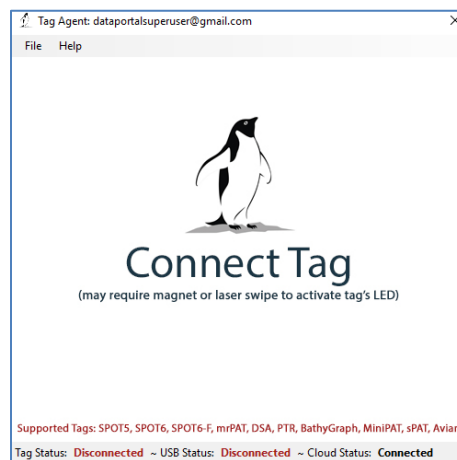 Tag Agent: dataportalsuperuser@gmail.com
File Help
Connect Tag
(may require magnet or laser swipe to activate tag's LED)
Supported Tags: SPOT5, SPOT6, SPOT6-F, mrPAT, DSA, PTR, BathyGraph, MiniPAT, sPAT, Avian
Tag Status: Disconnected ~ USB Status: Disconnected ~ Cloud Status: Connected